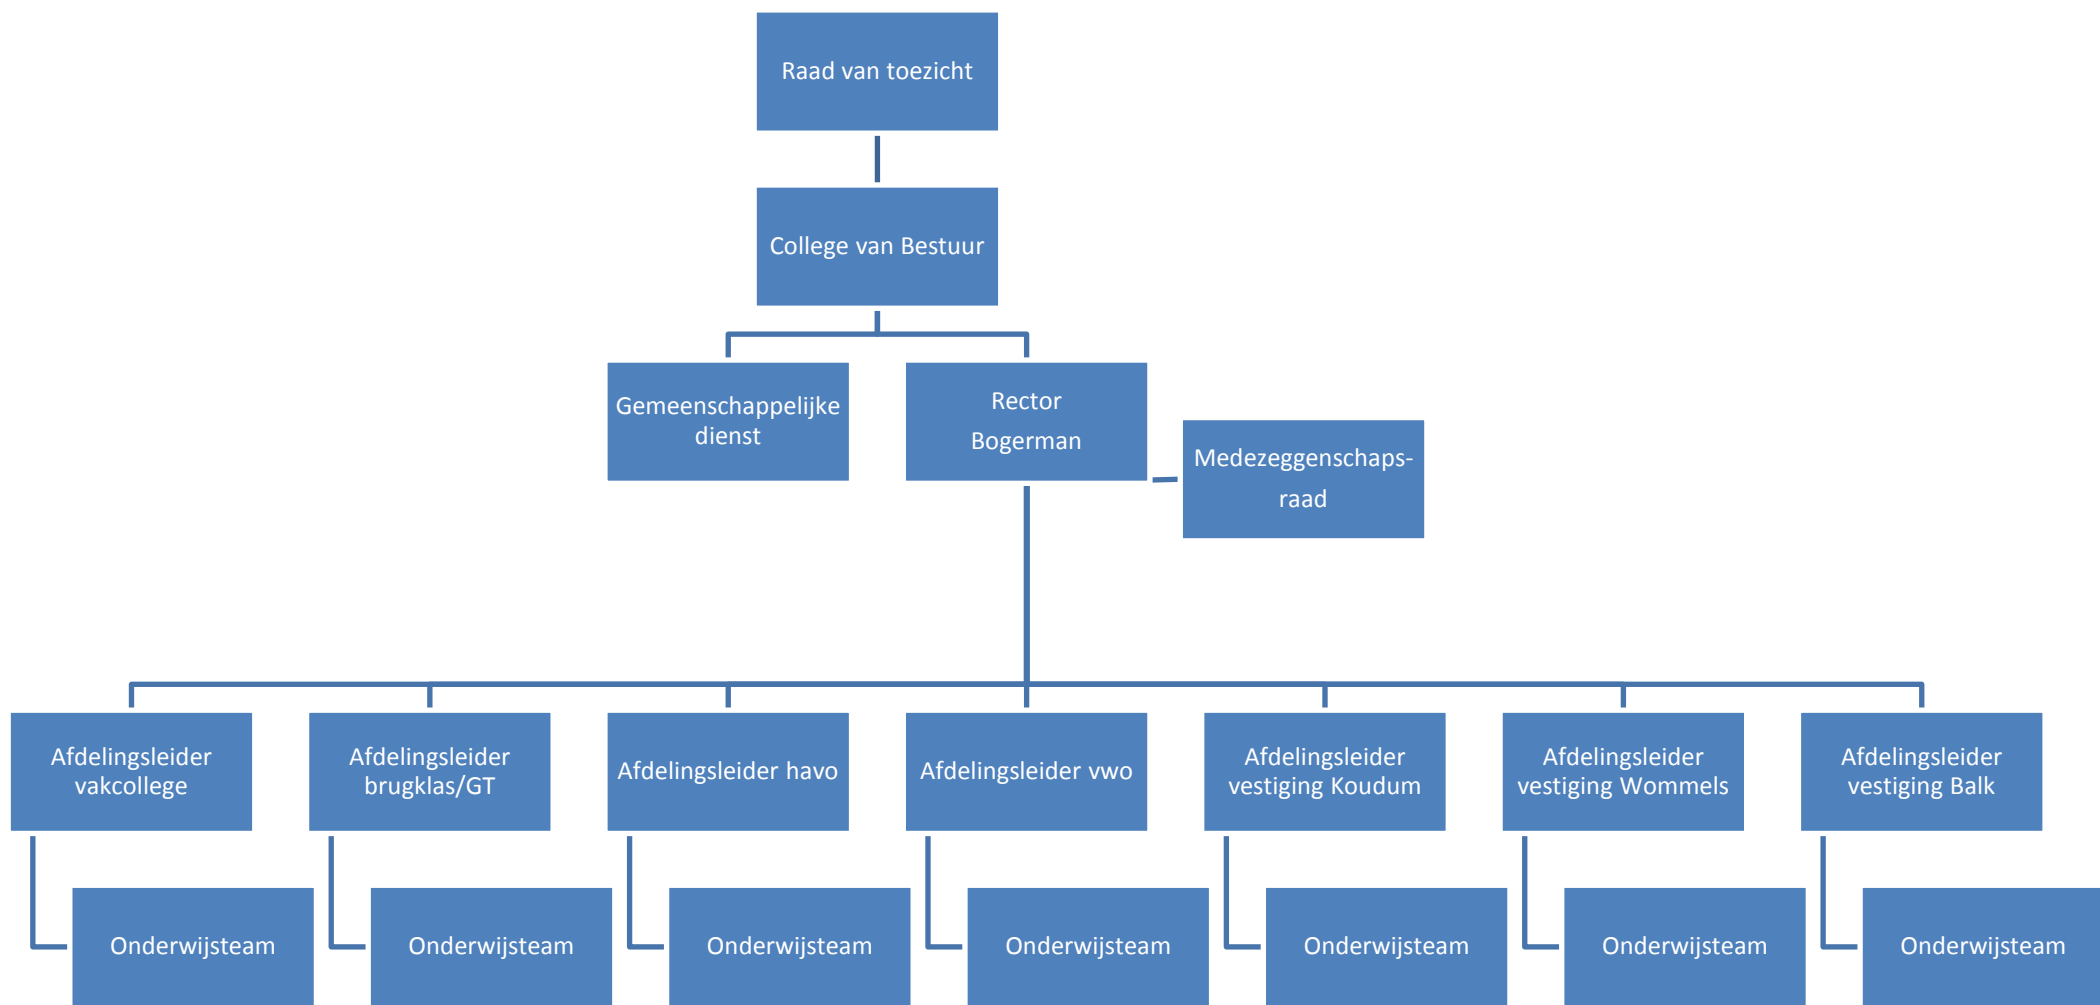 Raad van toezicht
College van Bestuur
Gemeenschappelijke
dienst
Rector
Bogerman
Medezeggenschaps-
raad
Afdelingsleider
vakcollege
Afdelingsleider
brugklas/GT
Afdelingsleider havo
Afdelingsleider vwo
Afdelingsleider
vestiging Koudum
Afdelingsleider
vestiging Wommels
Afdelingsleider
vestiging Balk
Onderwijsteam
Onderwijsteam
Onderwijsteam
Onderwijsteam
Onderwijsteam
Onderwijsteam
Onderwijsteam